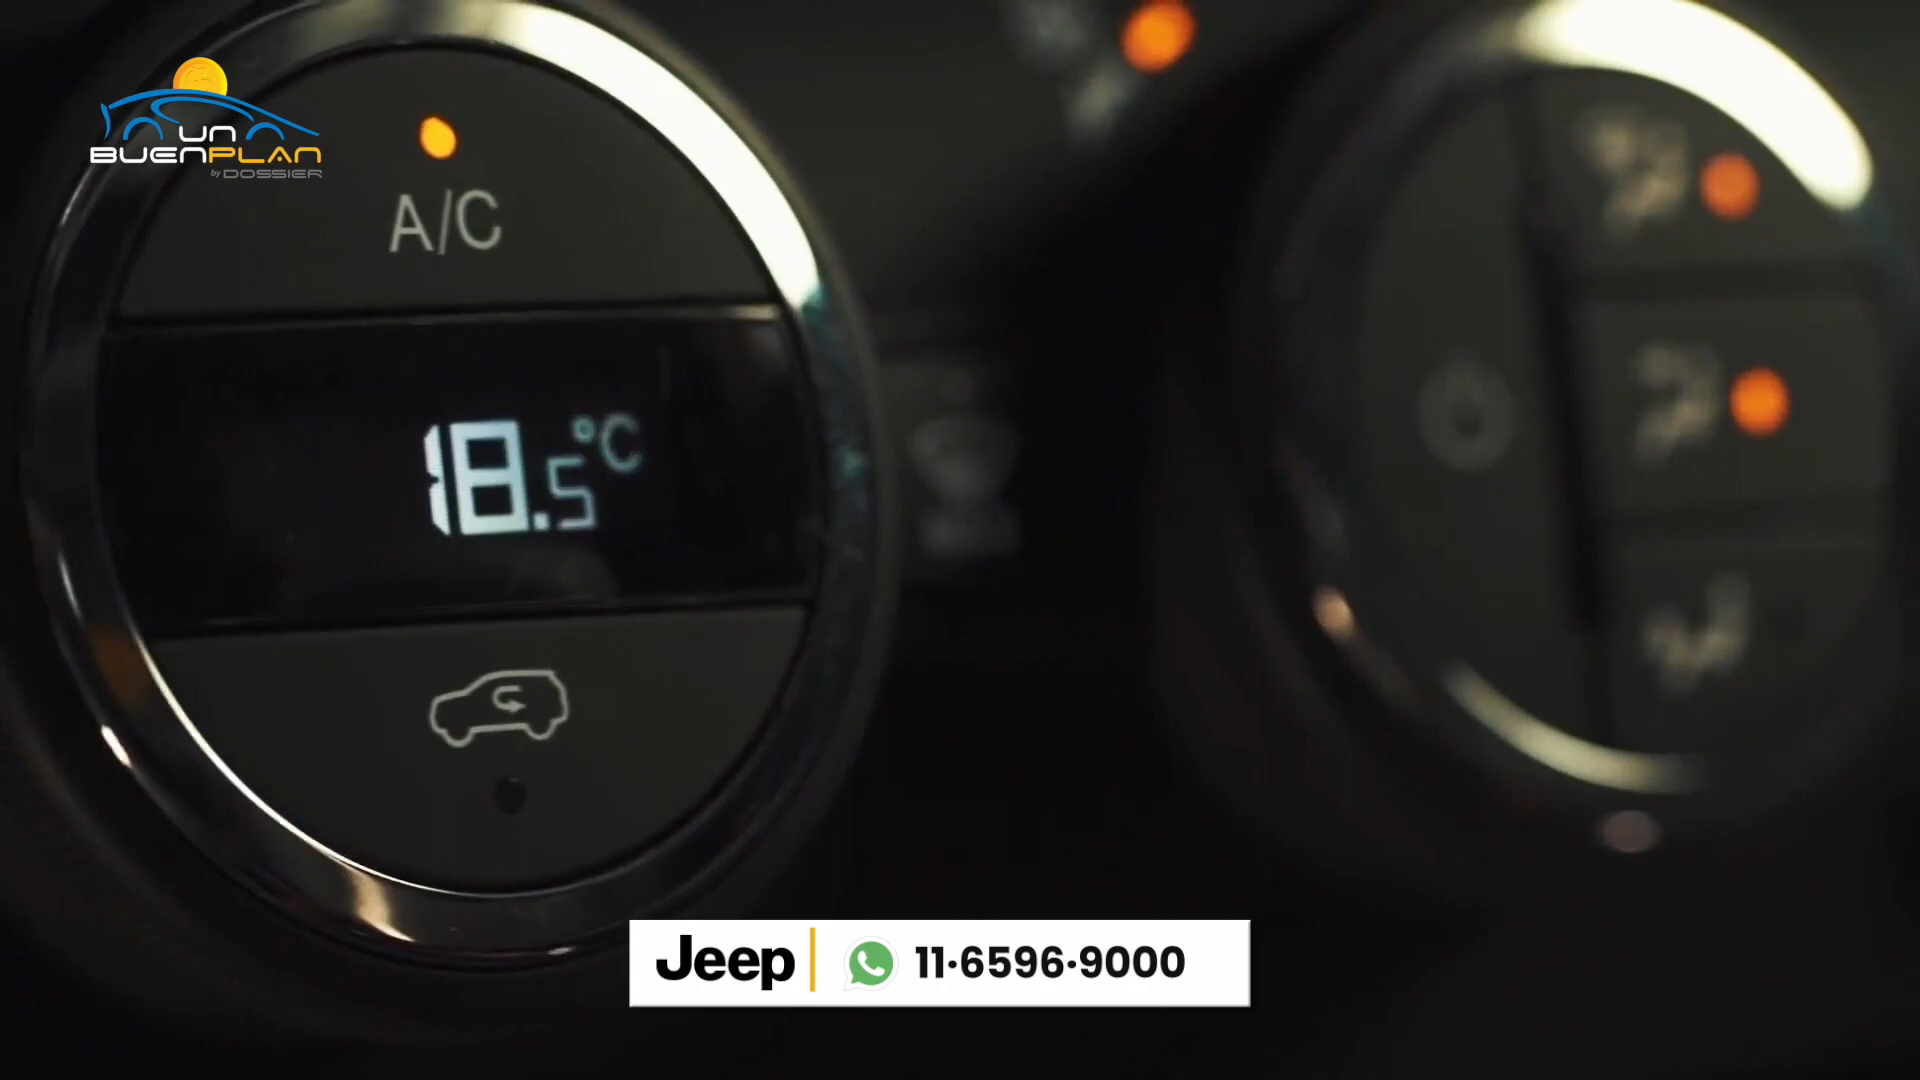 UN
BUENPLAN
by DOSSIER
A/C
18.5°C
Jeep 11·6596·9000